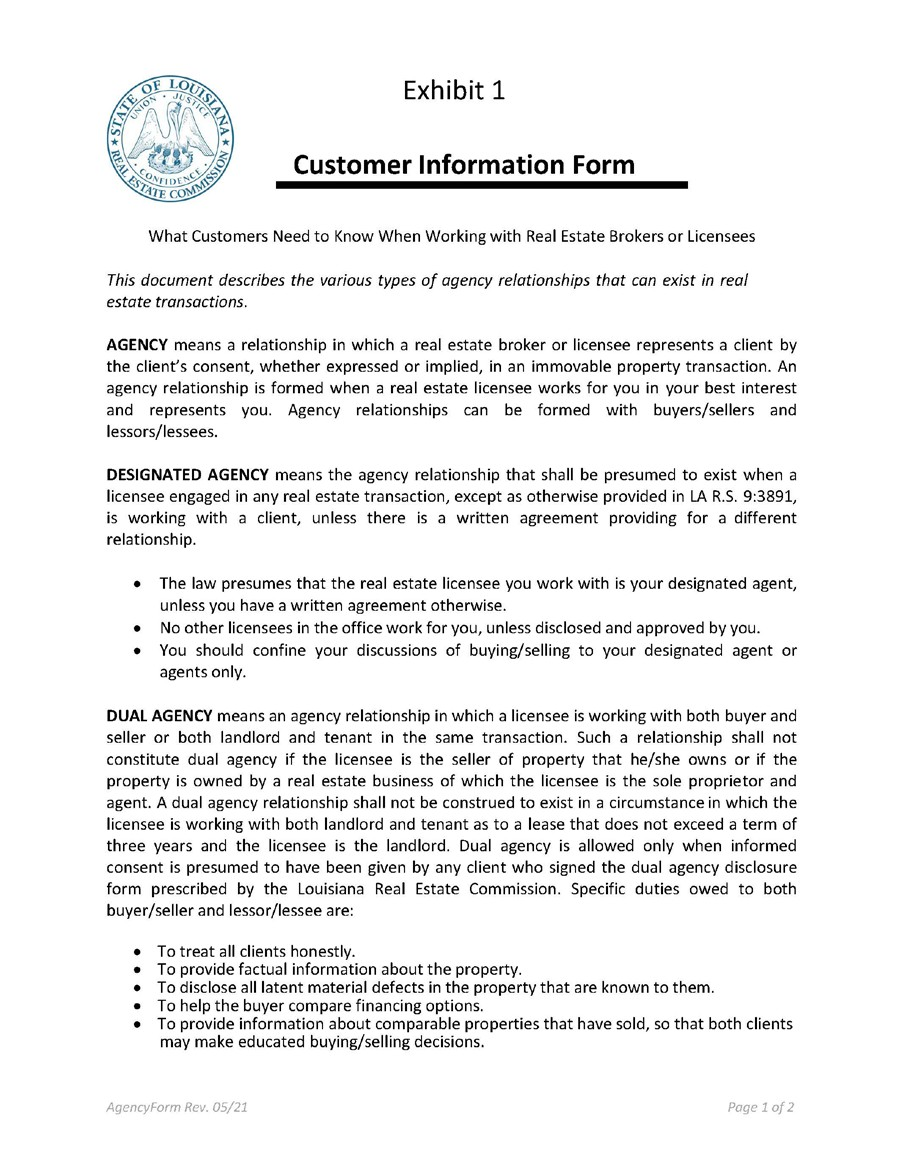 STATE OF LOUISIANA
UNION · JUSTICE
CONFIDENCE
REAL ESTATE COMMISSION
Exhibit 1
Customer Information Form
What Customers Need to Know When Working with Real Estate Brokers or Licensees
This document describes the various types of agency relationships that can exist in real
estate transactions.
AGENCY means a relationship in which a real estate broker or licensee represents a client by
the client’s consent, whether expressed or implied, in an immovable property transaction. An
agency relationship is formed when a real estate licensee works for you in your best interest
and represents you. Agency relationships can be formed with buyers/sellers and
lessors/lessees.
DESIGNATED AGENCY means the agency relationship that shall be presumed to exist when a
licensee engaged in any real estate transaction, except as otherwise provided in LA R.S. 9:3891,
is working with a client, unless there is a written agreement providing for a different
relationship.
• The law presumes that the real estate licensee you work with is your designated agent,
unless you have a written agreement otherwise.
• No other licensees in the office work for you, unless disclosed and approved by you.
• You should confine your discussions of buying/selling to your designated agent or
agents only.
DUAL AGENCY means an agency relationship in which a licensee is working with both buyer and
seller or both landlord and tenant in the same transaction. Such a relationship shall not
constitute dual agency if the licensee is the seller of property that he/she owns or if the
property is owned by a real estate business of which the licensee is the sole proprietor and
agent. A dual agency relationship shall not be construed to exist in a circumstance in which the
licensee is working with both landlord and tenant as to a lease that does not exceed a term of
three years and the licensee is the landlord. Dual agency is allowed only when informed
consent is presumed to have been given by any client who signed the dual agency disclosure
form prescribed by the Louisiana Real Estate Commission. Specific duties owed to both
buyer/seller and lessor/lessee are:
• To treat all clients honestly.
• To provide factual information about the property.
• To disclose all latent material defects in the property that are known to them.
• To help the buyer compare financing options.
• To provide information about comparable properties that have sold, so that both clients
may make educated buying/selling decisions.
AgencyForm Rev. 05/21
Page 1 of 2